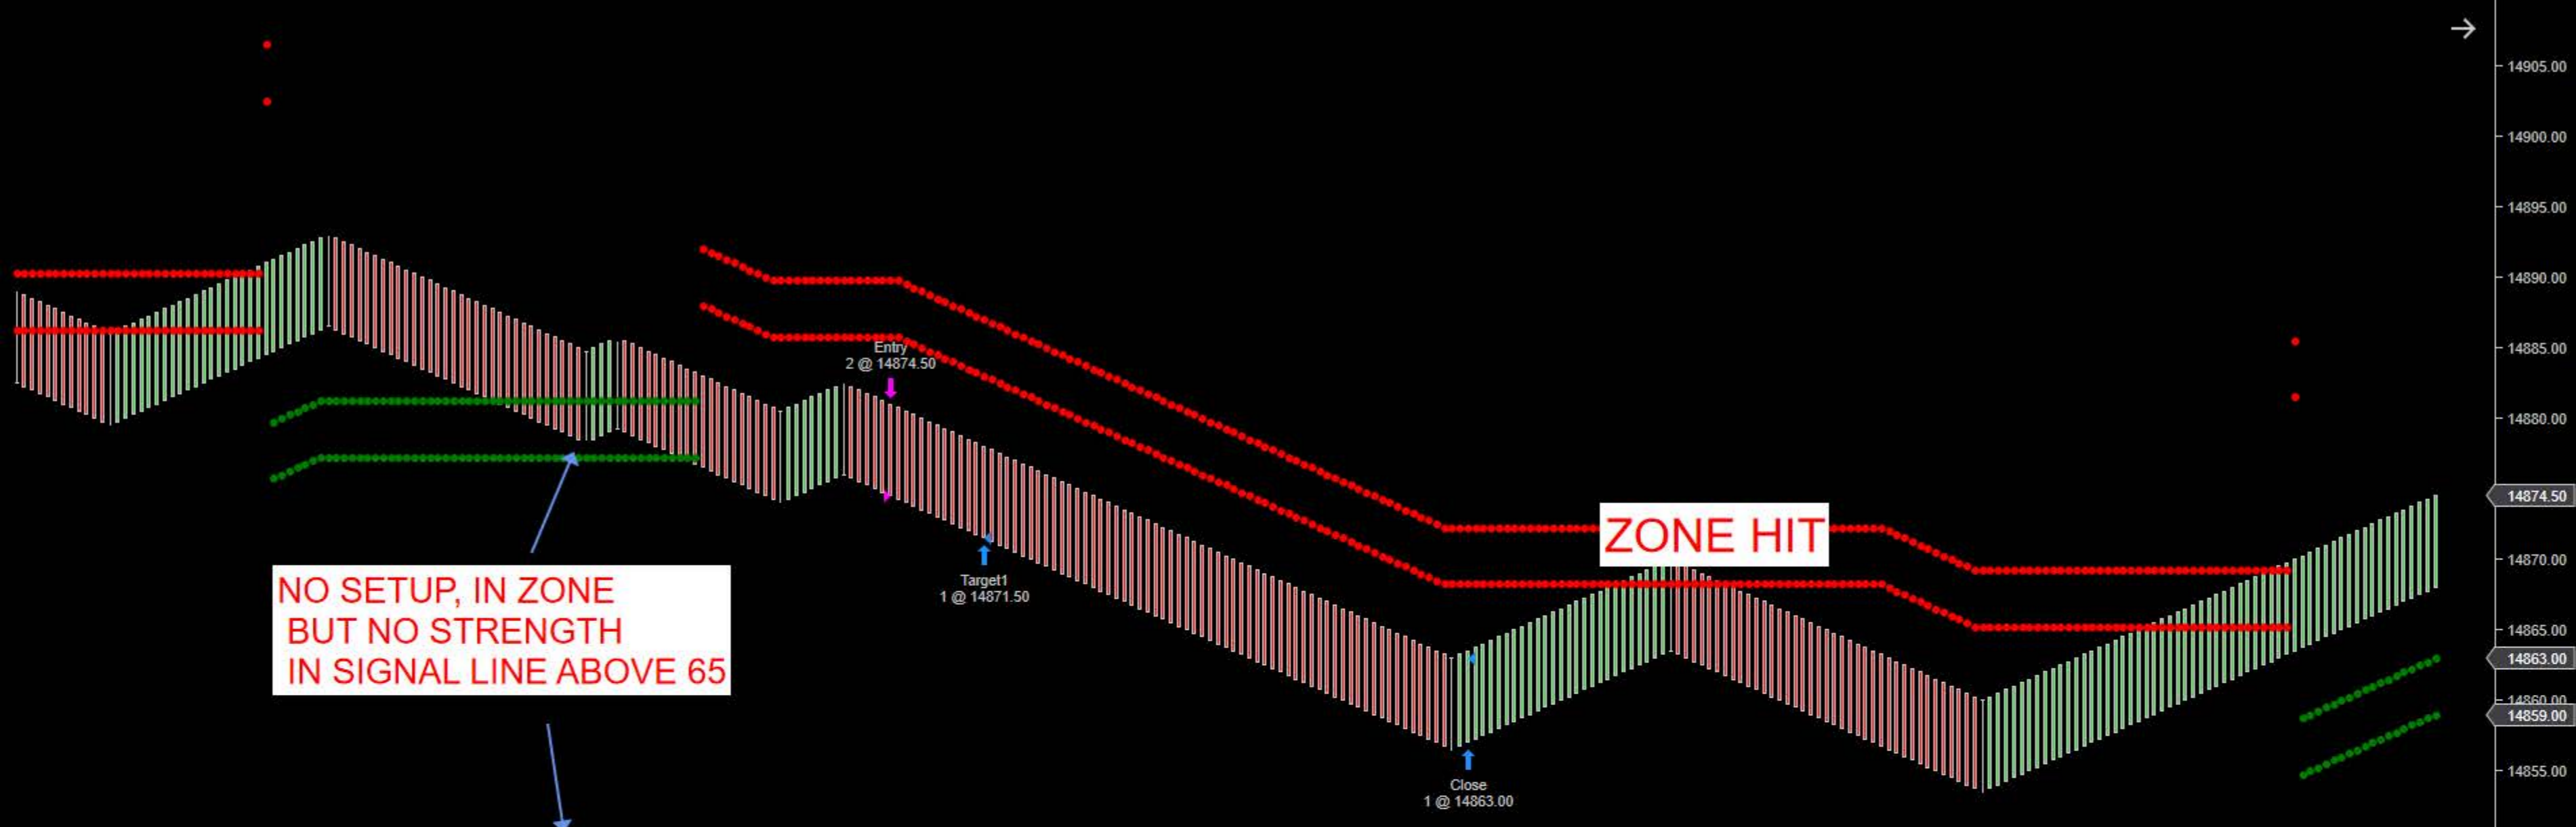 14905.00
14900.00
14895.00
14890.00
14885.00
Entry
2 @ 14874.50
14880.00
14874.50
ZONE HIT
14870.00
Target1
1 @ 14871.50
NO SETUP, IN ZONE
BUT NO STRENGTH
IN SIGNAL LINE ABOVE 65
14865.00
14863.00
14860.00
14859.00
14855.00
Close
1 @ 14863.00